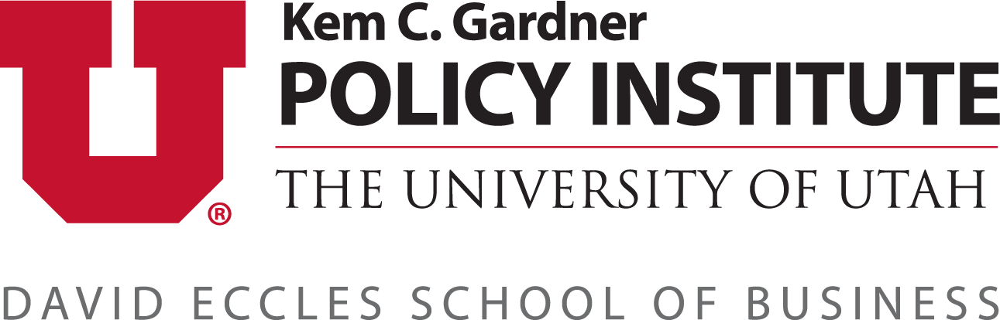 U
Kem C. Gardner
POLICY INSTITUTE
THE UNIVERSITY OF UTAH
®
DAVID ECCLES SCHOOL OF BUSINESS